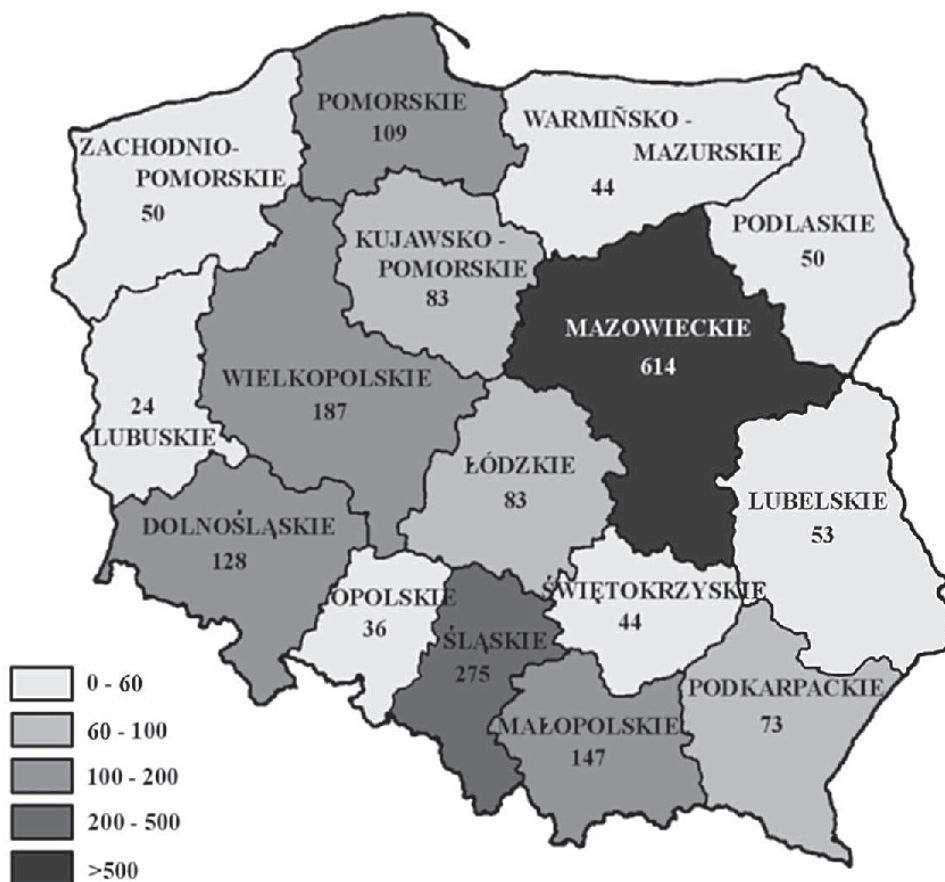 POMORSKIE
109
WARMIÑSKO -
MAZURSKIE
44
ZACHODNIO-
POMORSKIE
50
PODLASKIE
50
KUJAWSKO -
POMORSKIE
83
MAZOWIECKIE
614
WIELKOPOLSKIE
187
24
LUBUSKIE
ŁÓDZKIE
83
LUBELSKIE
53
DOLNOŚLĄSKIE
128
OPOLSKIE
36
ŚWIĘTOKRZYSKIE
44
ŚLĄSKIE
275
PODKARPACKIE
73
MAŁOPOLSKIE
147
0 - 60
60 - 100
100 - 200
200 - 500
>500